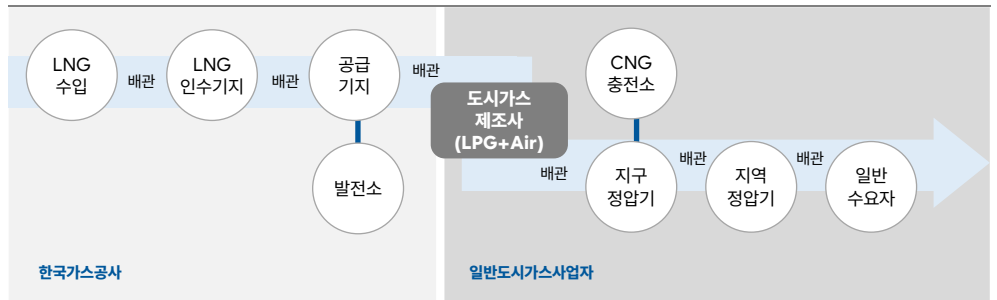 LNG
수입
배관
LNG
인수기지
배관
공급
기지
배관
발전소
도시가스
제조사
(LPG+Air)
CNG
충전소
배관
지구
정압기
배관
지역
정압기
배관
일반
수요자
한국가스공사
일반도시가스사업자